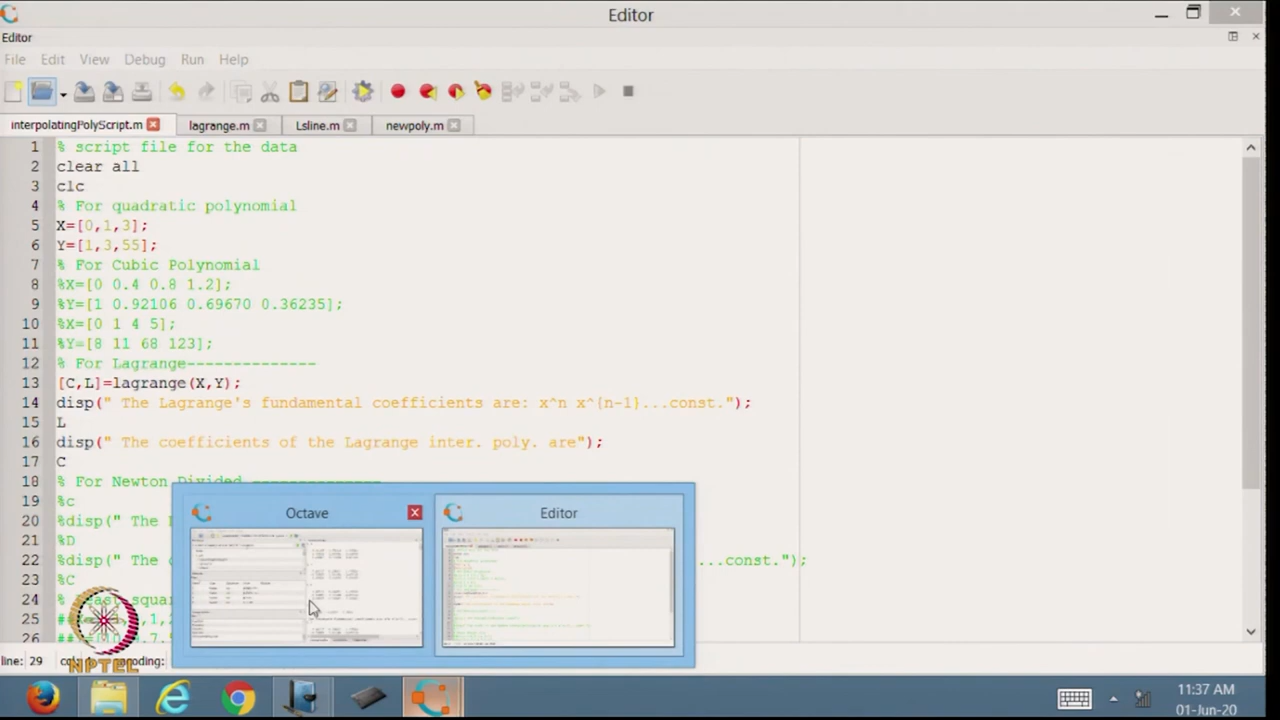 Editor
Editor
File Edit View Debug Run Help
interpolatingPolyScript.m lagrange.m Lsline.m newpoly.m
1 % script file for the data
2 clear all
3 clc
4 % For quadratic polynomial
5 X=[0,1,3];
6 Y=[1,3,55];
7 % For Cubic Polynomial
8 %X=[0 0.4 0.8 1.2];
9 %Y=[1 0.92106 0.69670 0.36235];
10 %X=[0 1 4 5];
11 %Y=[8 11 68 123];
12 % For Lagrange--------------
13 [C,L]=lagrange(X,Y);
14 disp(" The Lagrange's fundamental coefficients are: x^n x^{n-1}...const.");
15 L
16 disp(" The coefficients of the Lagrange inter. poly. are");
17 C
18 % For Newton Divided --------------
19 %c
20 %disp(" The
21 %D
22 %disp(" The ...const.");
23 %C
24 %
25
26
Octave Editor
line: 29
NPTEL
11:37 AM
01-Jun-20